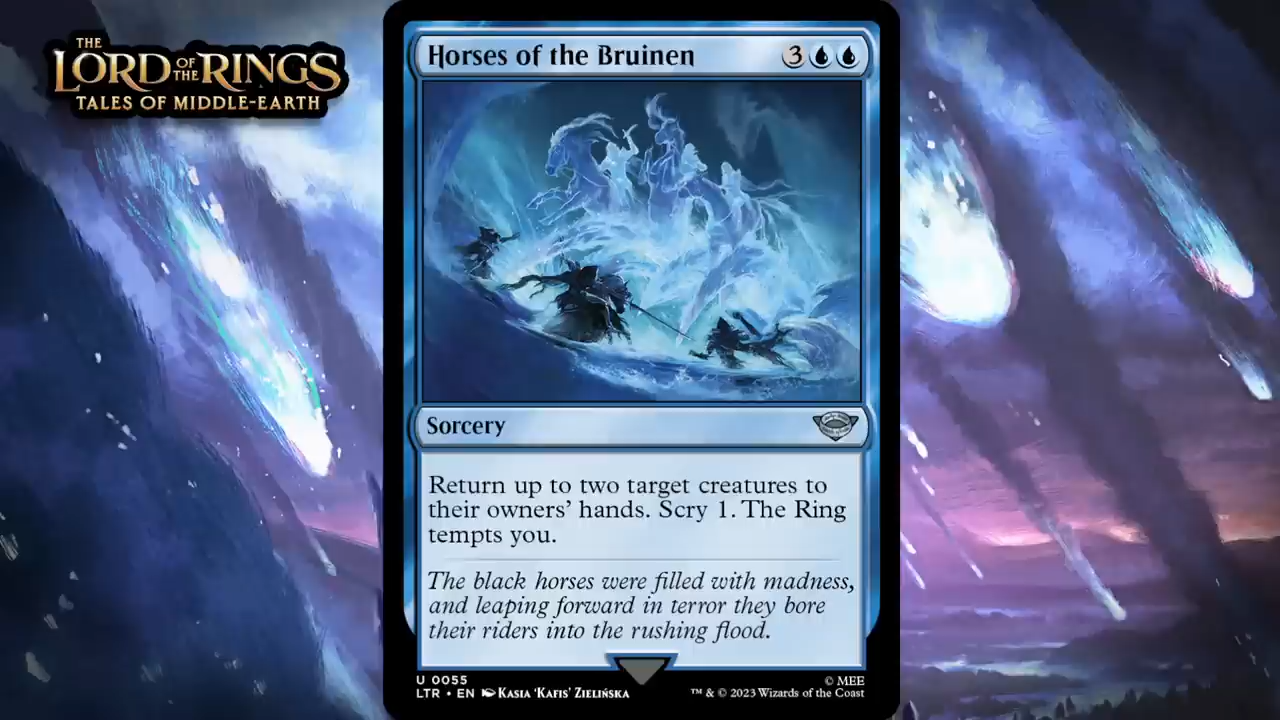 THE
LORD OF THE RINGS
TALES OF MIDDLE-EARTH
Horses of the Bruinen 3
Sorcery
Return up to two target creatures to
their owners' hands. Scry 1. The Ring
tempts you.
The black horses were filled with madness,
and leaping forward in terror they bore
their riders into the rushing flood.
U 0055
LTR • EN Kasia 'Kafis' Zielińska
© MEE
™ & © 2023 Wizards of the Coast